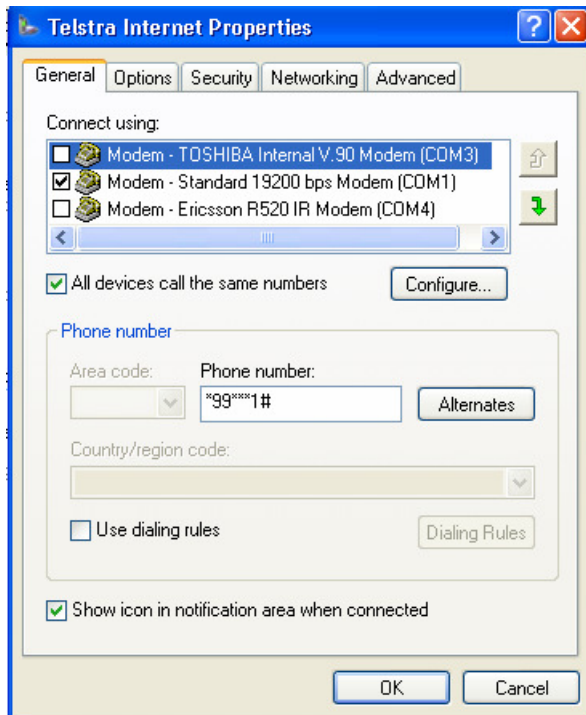 Telstra Internet Properties
General Options Security Networking Advanced
Connect using:
Modem - TOSHIBA Internal V.90 Modem (COM3)
Modem - Standard 19200 bps Modem (COM1)
Modem - Ericsson R520 IR Modem (COM4)
All devices call the same numbers Configure...
Phone number
Area code: Phone number:
*99***1# Alternates
Country/region code:
Use dialing rules Dialing Rules
Show icon in notification area when connected
OK Cancel